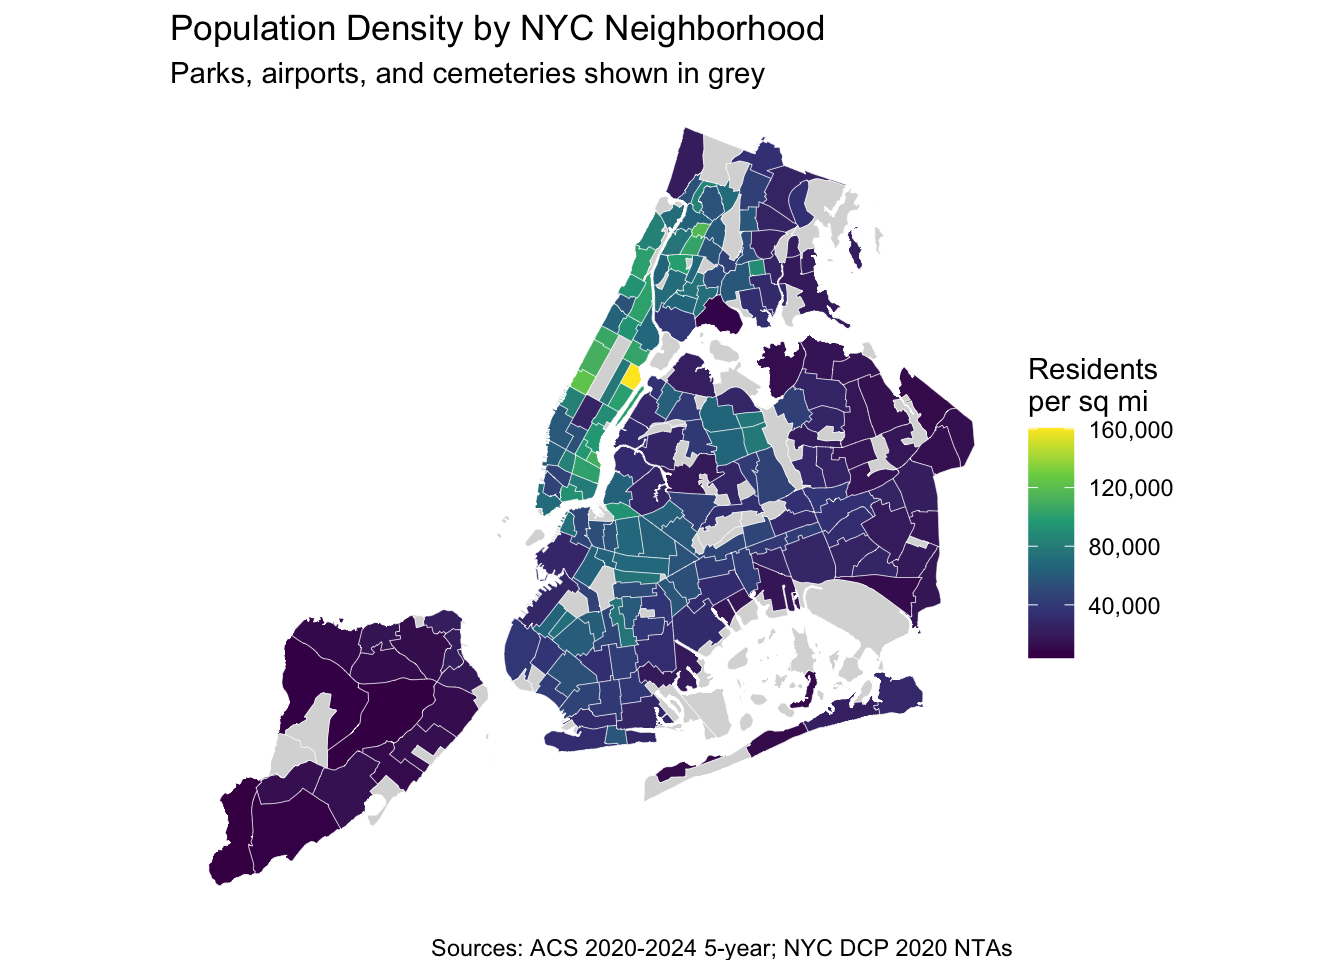 Population Density by NYC Neighborhood
Parks, airports, and cemeteries shown in grey
Residents
per sq mi
160,000
120,000
80,000
40,000
Sources: ACS 2020-2024 5-year; NYC DCP 2020 NTAs